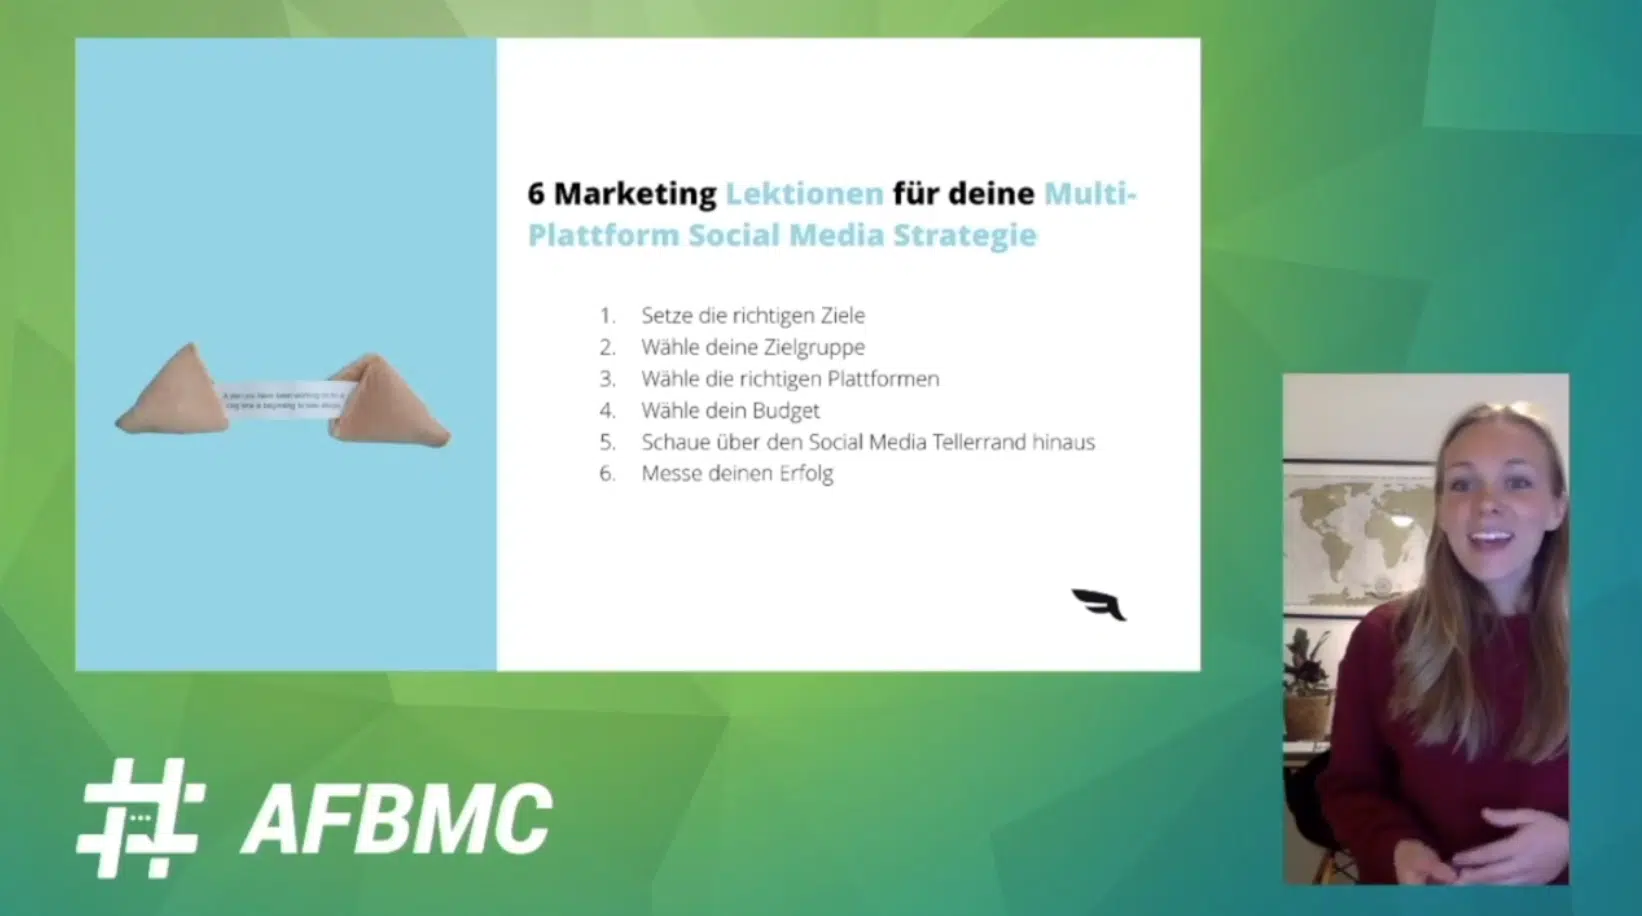 6 Marketing Lektionen für deine Multi-
Plattform Social Media Strategie
1. Setze die richtigen Ziele
2. Wähle deine Zielgruppe
3. Wähle die richtigen Plattformen
4. Wähle dein Budget
5. Schaue über den Social Media Tellerrand hinaus
6. Messe deinen Erfolg
# AFBMC